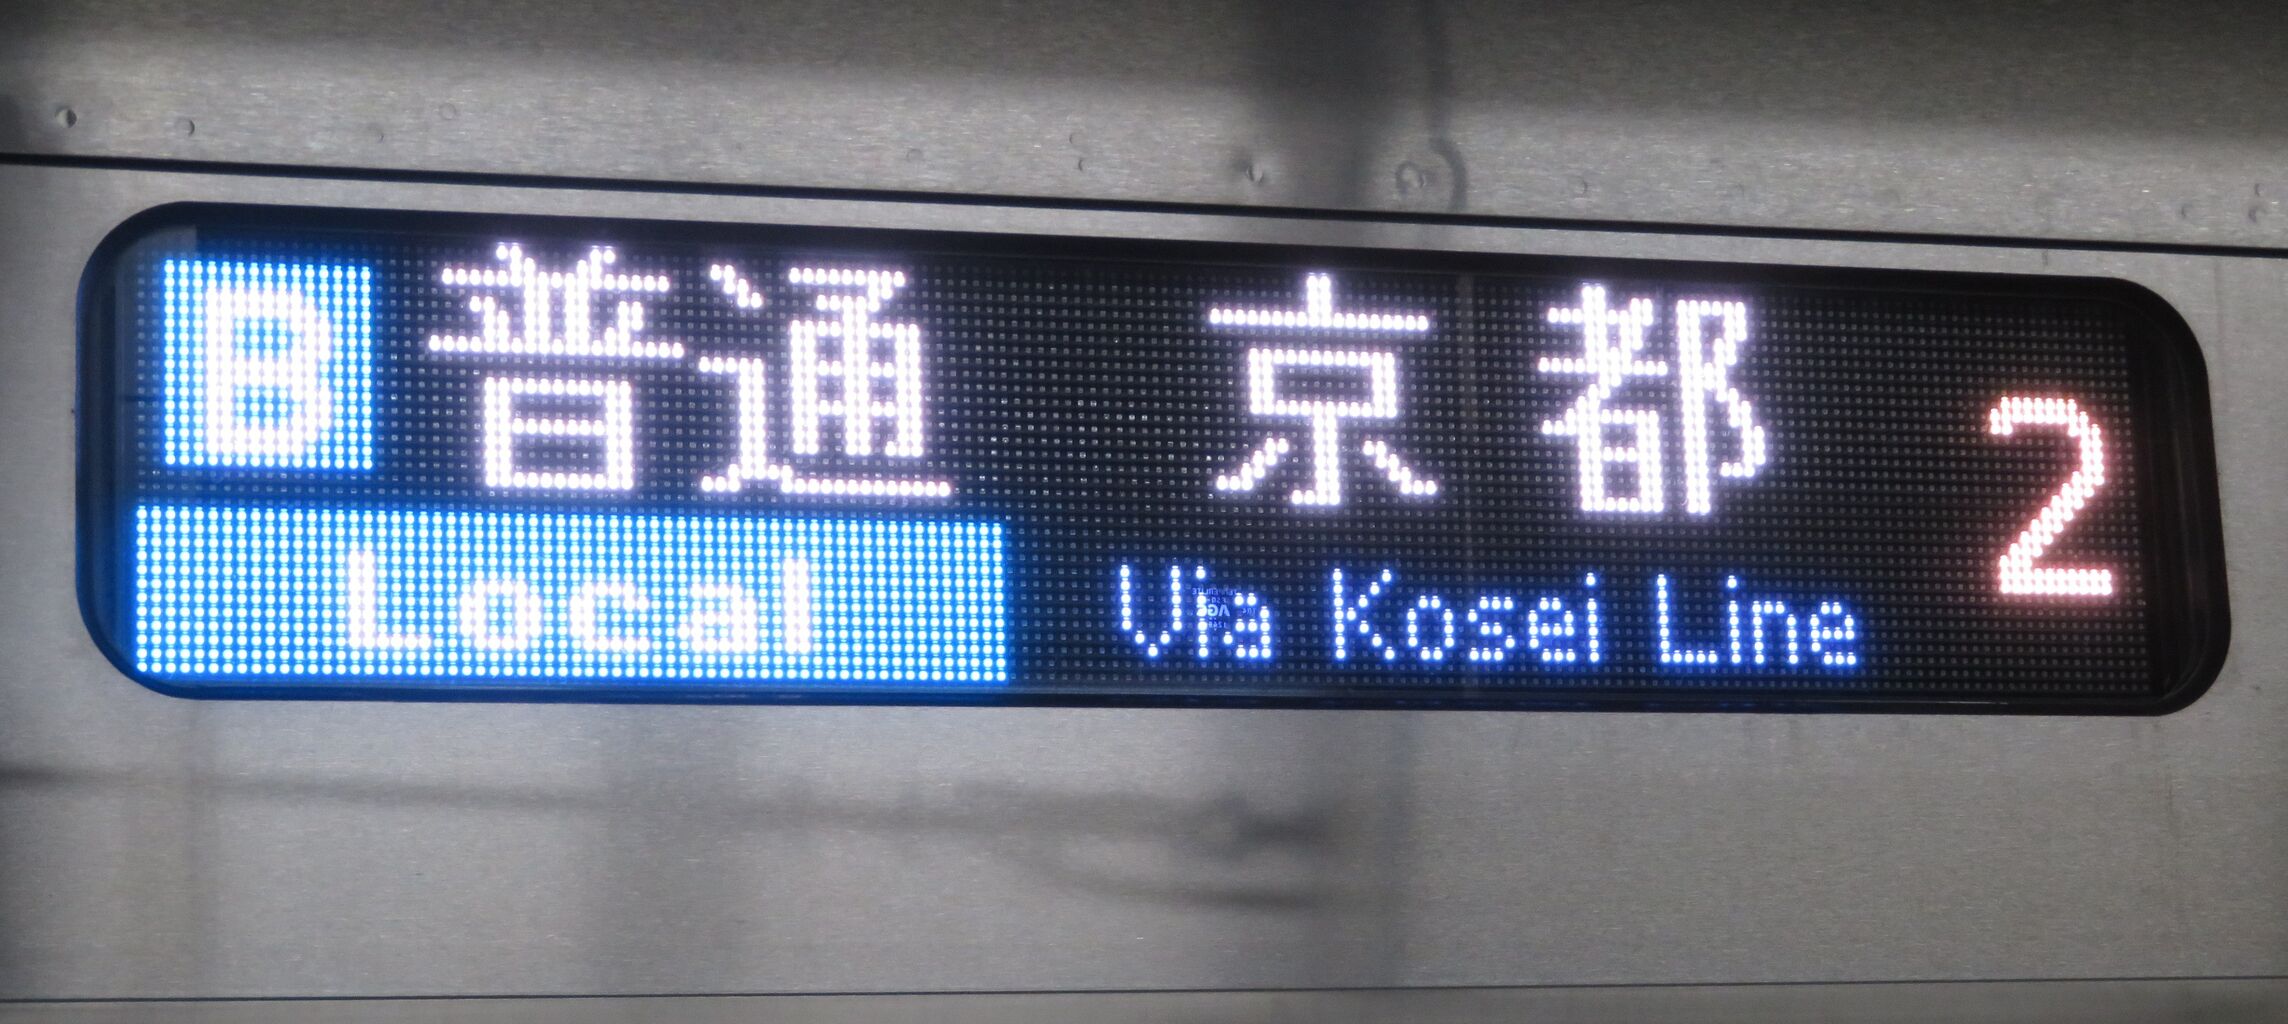 B 普通 京都 2
Local Via Kosei Line